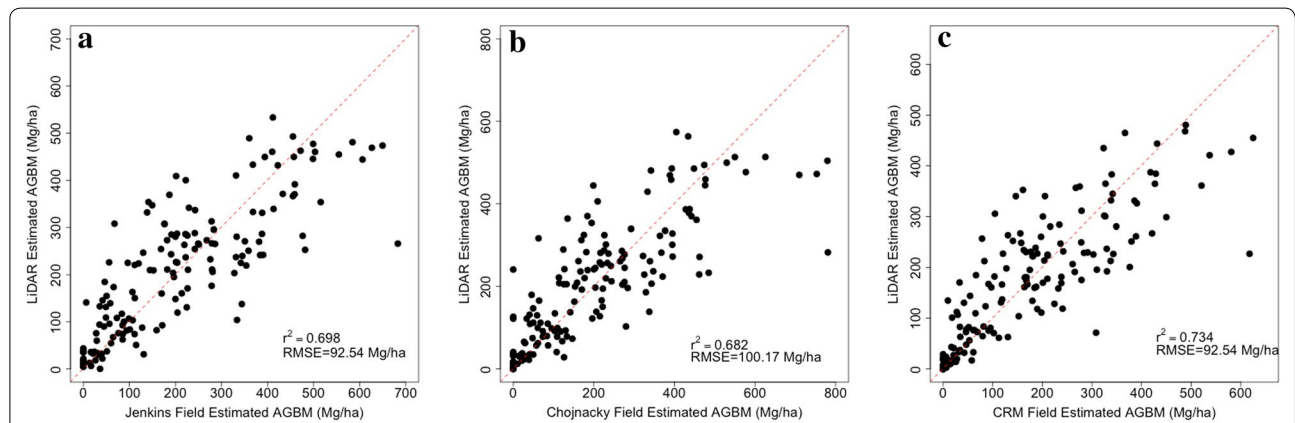 a
700
600
500
400
300
200
100
0
LiDAR Estimated AGBM (Mg/ha)
r² = 0.698
RMSE=92.54 Mg/ha
0 100 200 300 400 500 600 700
Jenkins Field Estimated AGBM (Mg/ha)
b
800
600
400
200
0
LiDAR Estimated AGBM (Mg/ha)
r² = 0.682
RMSE=100.17 Mg/ha
0 200 400 600 800
Chojnacky Field Estimated AGBM (Mg/ha)
c
600
500
400
300
200
100
0
LiDAR Estimated AGBM (Mg/ha)
r² = 0.734
RMSE=92.54 Mg/ha
0 100 200 300 400 500 600
CRM Field Estimated AGBM (Mg/ha)